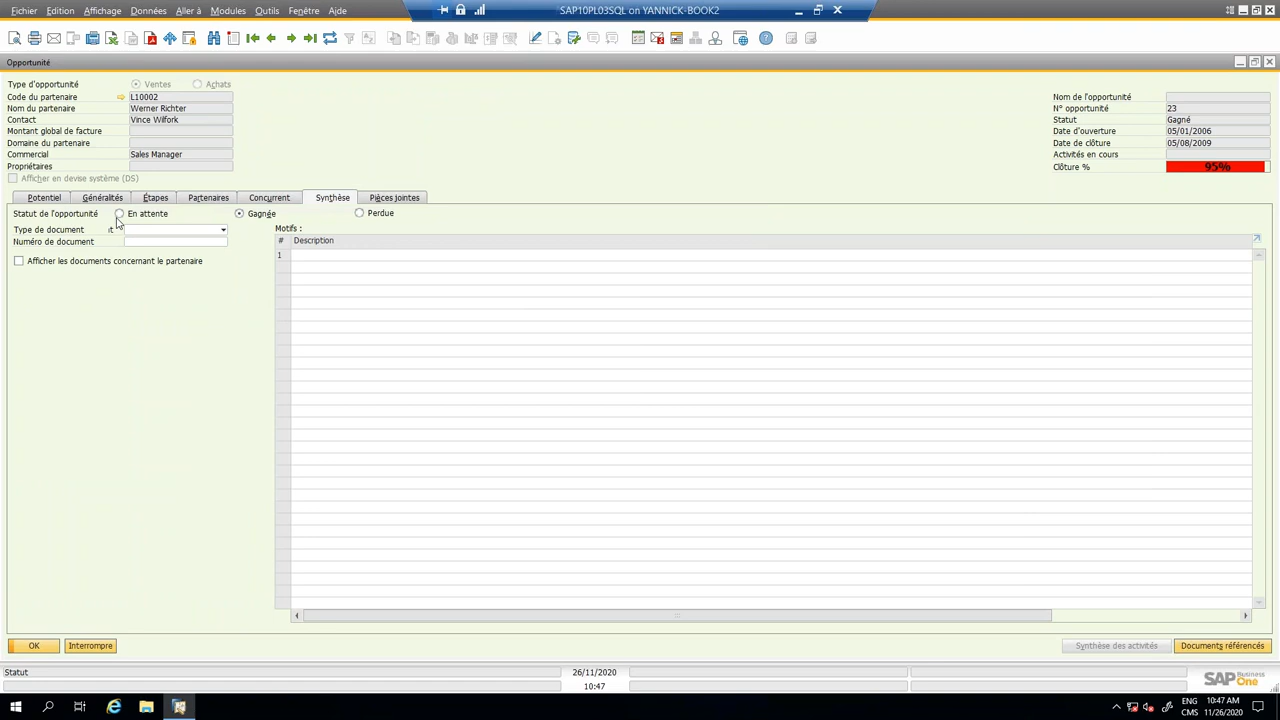 Fichier Edition Affichage Données Aller à Modules Outils Fenêtre Aide
SAP10PL03SQL on YANNICK-BOOK2
Opportunité
Type d'opportunité Ventes Achats
Code du partenaire L10002
Nom du partenaire Werner Richter
Contact Vince Wilfork
Montant global de facture
Domaine du partenaire
Commercial Sales Manager
Propriétaires
Afficher en devise système (DS)
Nom de l'opportunité
N° opportunité 23
Statut Gagné
Date d'ouverture 05/01/2006
Date de clôture 05/08/2009
Activités en cours
Clôture % 95%
Potentiel Généralités Étapes Partenaires Concurrent Synthèse Pièces jointes
Statut de l'opportunité En attente Gagnée Perdue
Type de document
Numéro de document
Afficher les documents concernant le partenaire
Motifs :
# Description
1
OK Interrompre Synthèse des activités Documents référencés
Statut 26/11/2020
10:47
SAP Business One
ENG 10:47 AM
CMS 11/26/2020